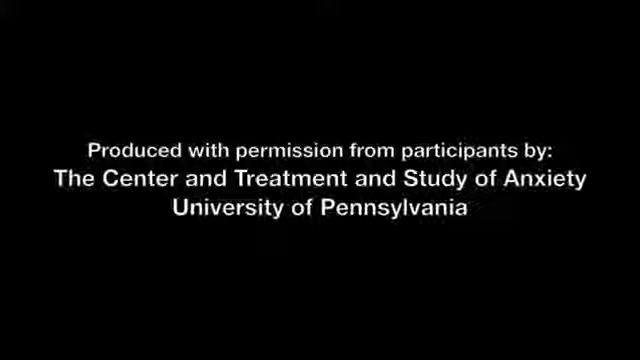 Produced with permission from participants by:
The Center and Treatment and Study of Anxiety
University of Pennsylvania